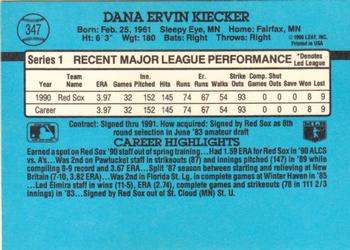 347
DANA ERVIN KIECKER
Born: Feb. 25, 1961 Sleepy Eye, MN Home: Fairfax, MN
Hgt: 6' 3" Wgt: 180 Bats: Right Throws: Right
© 1990 LEAF, INC.
PRINTED IN USA
Series 1 RECENT MAJOR LEAGUE PERFORMANCE *Denotes Led League
Year Team Name ERA Games Inn. Pitched Hits Runs Er. Runs Strike Outs Walks Comp. Games Shut Outs Saves Won Lost
1990 Red Sox 3.97 32 152 145 74 67 93 54 0 0 0 8 9
Career 3.97 32 152 145 74 67 93 54 0 0 0 8 9
Contract: Signed thru 1991. How acquired: Signed by Red Sox as 8th
round selection in June '83 amateur draft
CAREER HIGHLIGHTS
Earned a spot on Red Sox '90 staff out of spring training...Had 1.59 ERA for Red Sox in '90 ALCS
vs. A's...Was 2nd on Pawtucket staff in strikeouts (87) and innings pitched (147) in '89 while
compiling 8-9 record and 3.67 ERA...Split '87 season between starting and relieving at New
Britain (7-10, 3.82 ERA)...Was 2nd in Florida St. Lg. in complete games at Winter Haven in '85
...Led Elmira staff in wins (11-5), ERA (2.74), complete games and strikeouts (78 in 111 2/3
innings) in '83...Signed by Red Sox out of St. Cloud (MN) St. U.